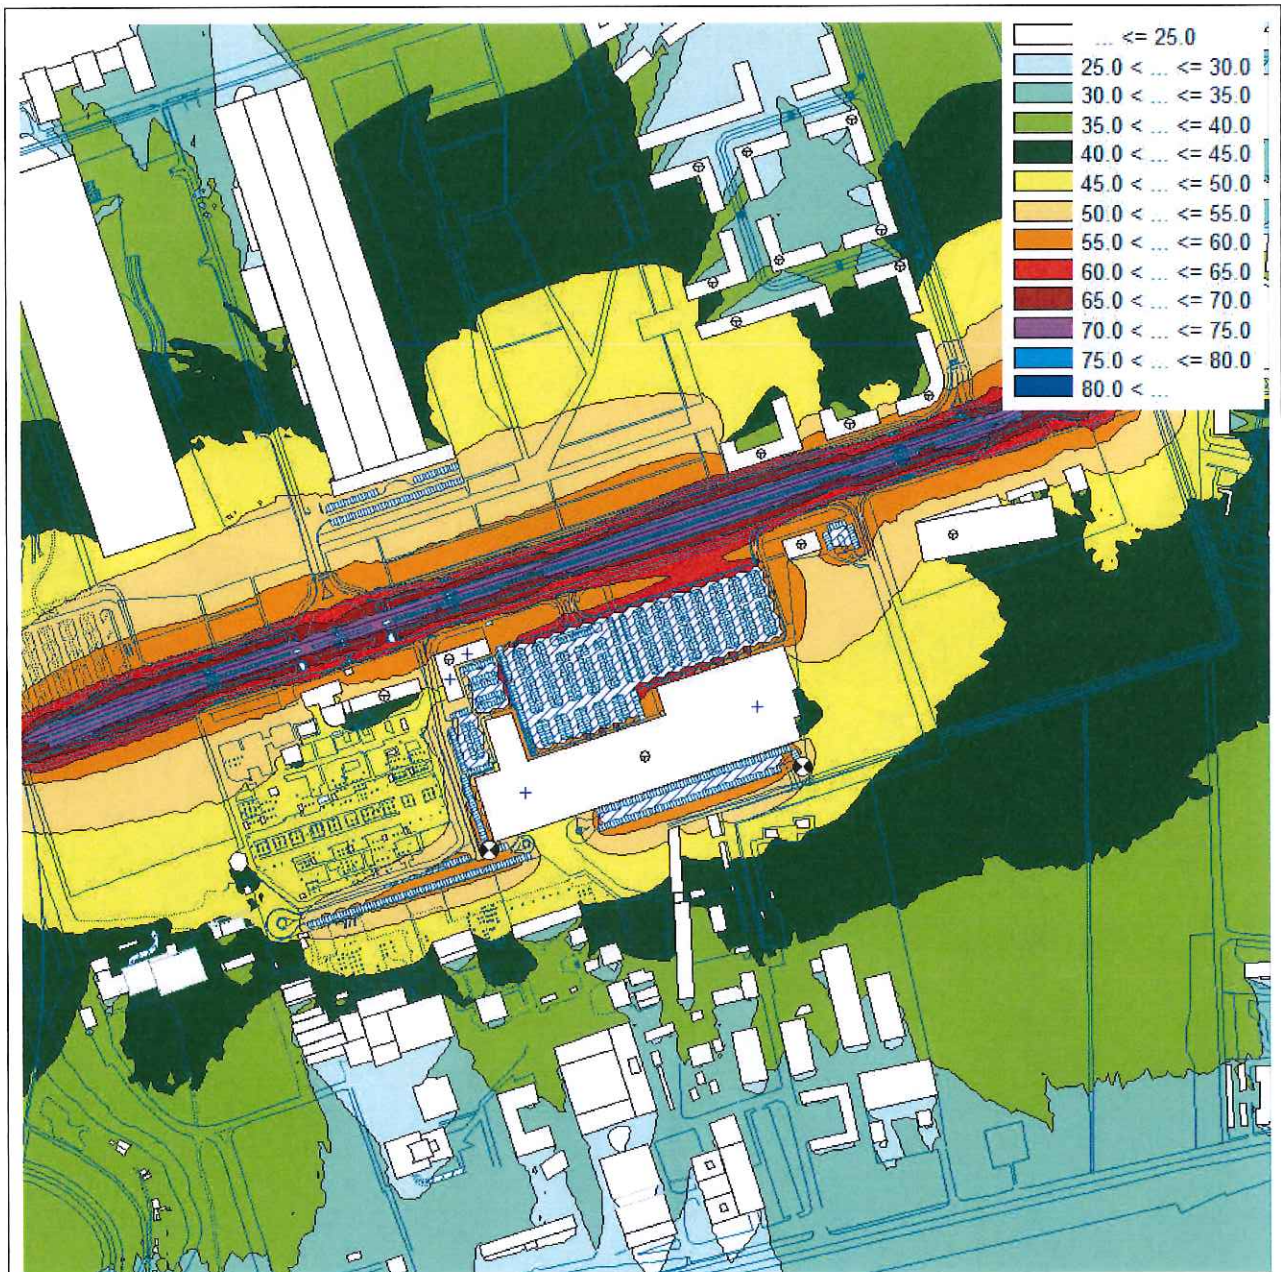 ... <= 25.0
25.0 < ... <= 30.0
30.0 < ... <= 35.0
35.0 < ... <= 40.0
40.0 < ... <= 45.0
45.0 < ... <= 50.0
50.0 < ... <= 55.0
55.0 < ... <= 60.0
60.0 < ... <= 65.0
65.0 < ... <= 70.0
70.0 < ... <= 75.0
75.0 < ... <= 80.0
80.0 < ...